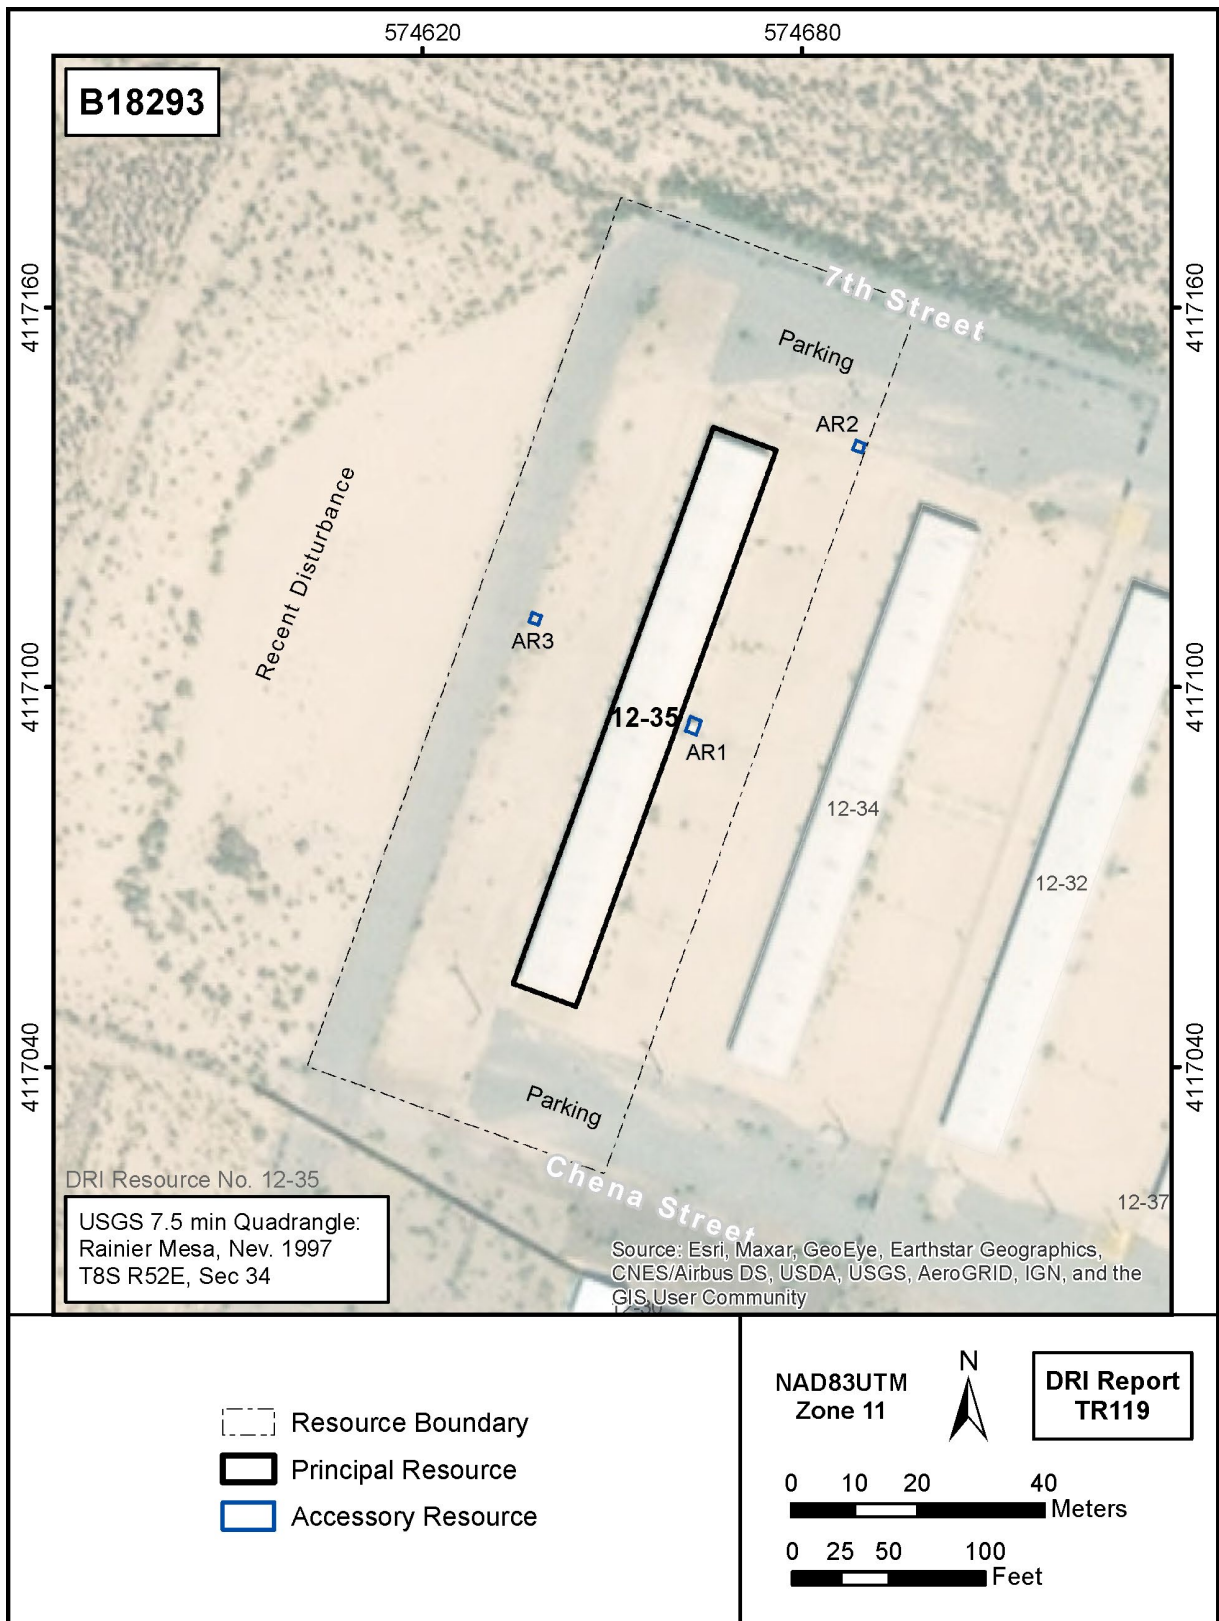 574620
574680
B18293
4117160
4117160
7th Street
Parking
AR2
Recent Disturbance
AR3
4117100
4117100
12-35
AR1
12-34
12-32
4117040
4117040
Parking
Chena Street
DRI Resource No. 12-35
12-37
USGS 7.5 min Quadrangle:
Rainier Mesa, Nev. 1997
T8S R52E, Sec 34
Source: Esri, Maxar, GeoEye, Earthstar Geographics,
CNES/Airbus DS, USDA, USGS, AeroGRID, IGN, and the
GIS User Community
Resource Boundary
Principal Resource
Accessory Resource
NAD83UTM
Zone 11
N
DRI Report
TR119
0 10 20 40
Meters
0 25 50 100
Feet